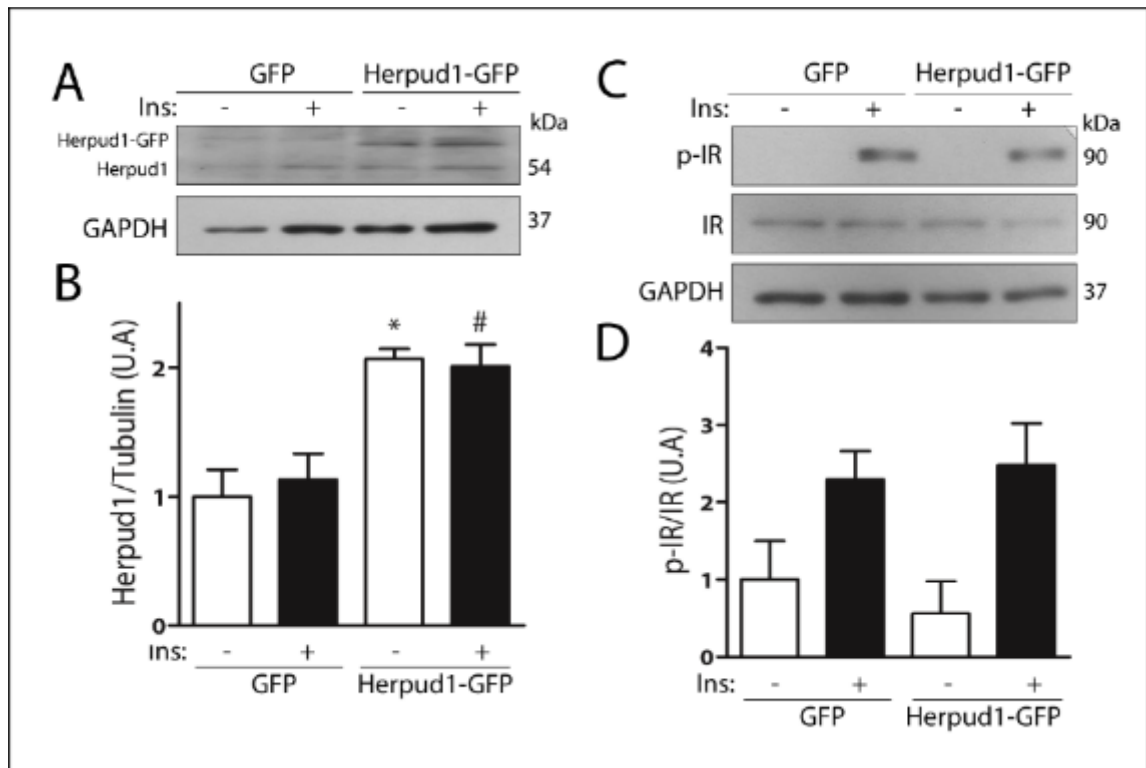 A
GFP Herpud1-GFP
Ins: - + - + kDa
Herpud1-GFP
Herpud1 54
GAPDH 37
B
Herpud1/Tubulin (U.A)
2
1
0
* #
Ins: - + - +
GFP Herpud1-GFP
C
GFP Herpud1-GFP
Ins: - + - + kDa
p-IR 90
IR 90
GAPDH 37
D
p-IR/IR (U.A)
4
3
2
1
0
Ins: - + - +
GFP Herpud1-GFP